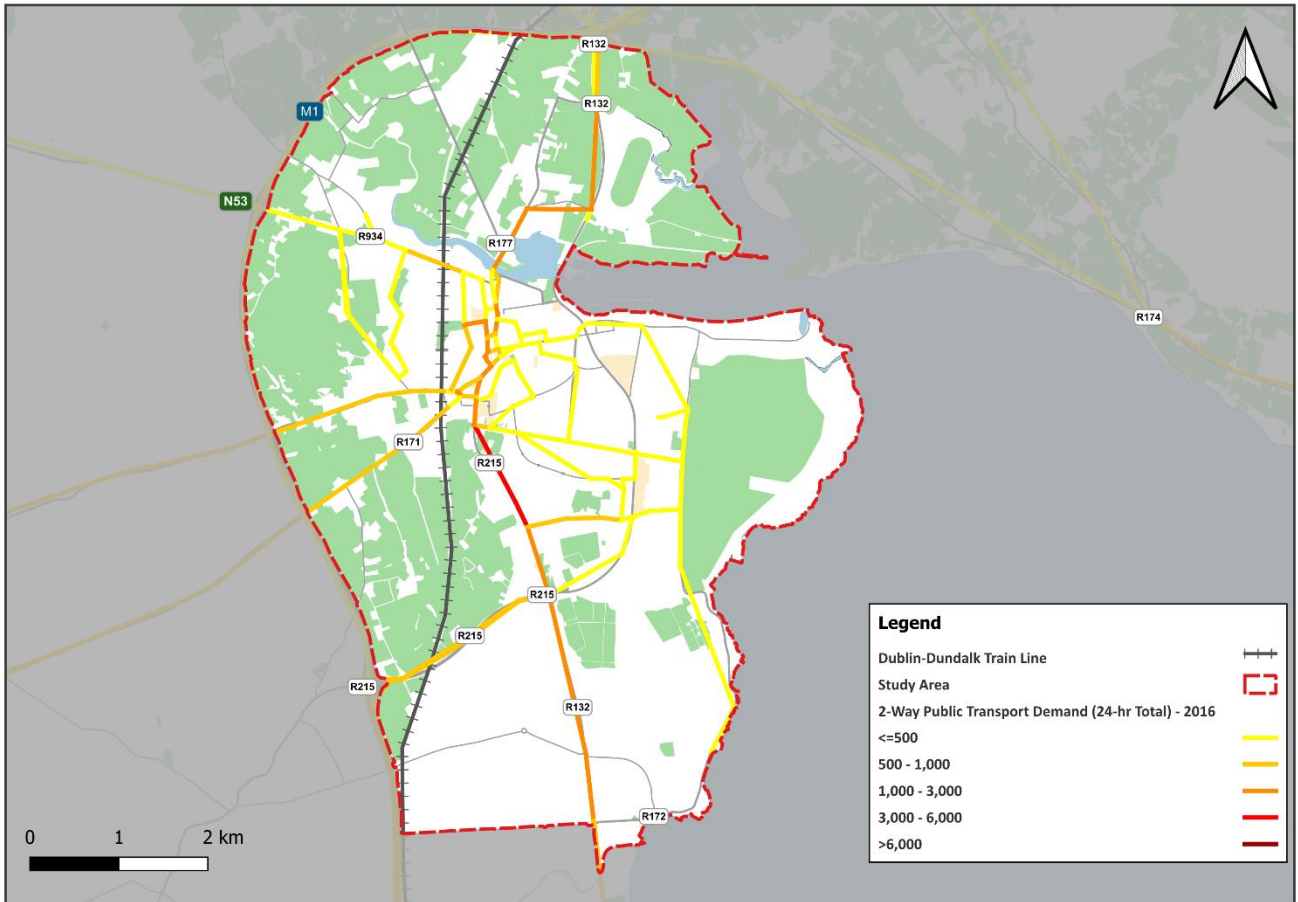 R132
R132
M1
N53
R934
R177
R174
R171
R215
R215
R215
R215
R132
R172
Legend
Dublin-Dundalk Train Line
Study Area
2-Way Public Transport Demand (24-hr Total) - 2016
<=500
500 - 1,000
1,000 - 3,000
3,000 - 6,000
>6,000
0 1 2 km